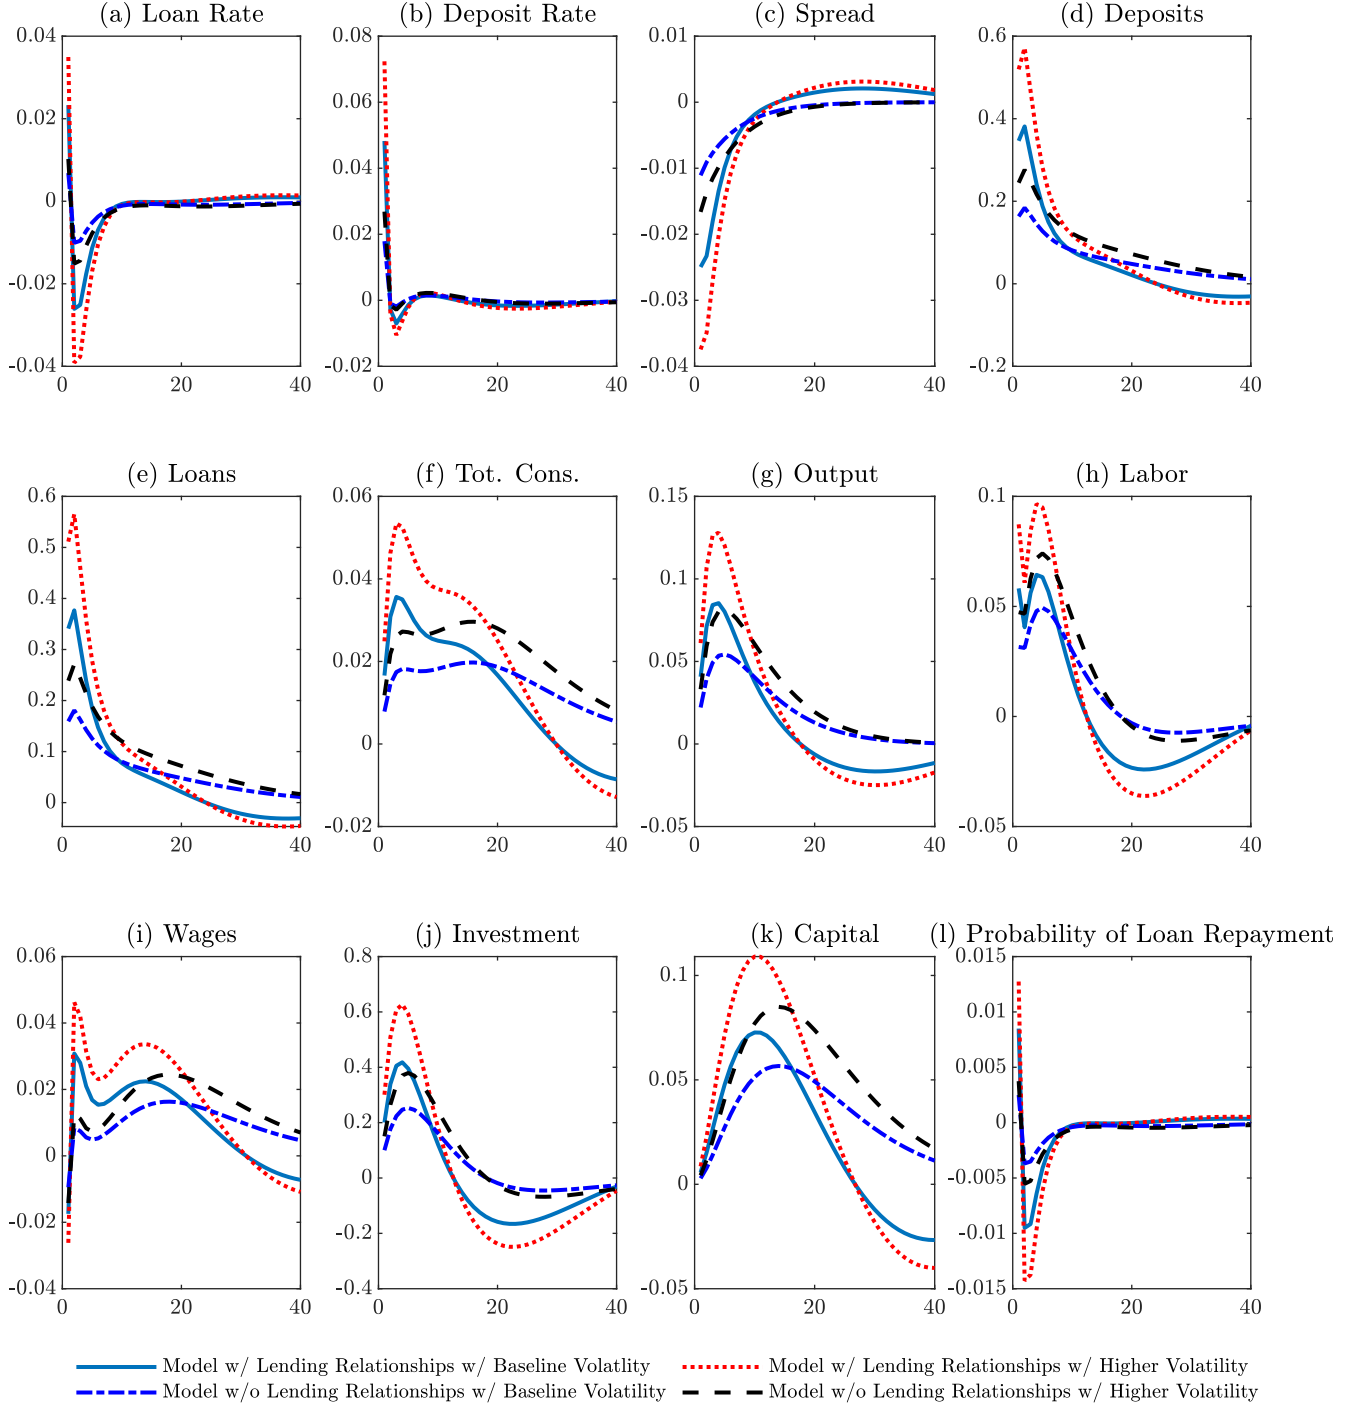 (a) Loan Rate
(b) Deposit Rate
(c) Spread
(d) Deposits
0.04
0.02
0
-0.02
-0.04
0 20 40
0.08
0.06
0.04
0.02
0
-0.02
0 20 40
0.01
0
-0.01
-0.02
-0.03
-0.04
0 20 40
0.6
0.4
0.2
0
-0.2
0 20 40
(e) Loans
(f) Tot. Cons.
(g) Output
(h) Labor
0.6
0.5
0.4
0.3
0.2
0.1
0
0 20 40
0.06
0.04
0.02
0
-0.02
0 20 40
0.15
0.1
0.05
0
-0.05
0 20 40
0.1
0.05
0
-0.05
0 20 40
(i) Wages
(j) Investment
(k) Capital
(l) Probability of Loan Repayment
0.06
0.04
0.02
0
-0.02
-0.04
0 20 40
0.8
0.6
0.4
0.2
0
-0.2
-0.4
0 20 40
0.1
0.05
0
-0.05
0 20 40
0.015
0.01
0.005
0
-0.005
-0.01
-0.015
0 20 40
Model w/ Lending Relationships w/ Baseline Volatlity
Model w/ Lending Relationships w/ Higher Volatility
Model w/o Lending Relationships w/ Baseline Volatility
Model w/o Lending Relationships w/ Higher Volatility